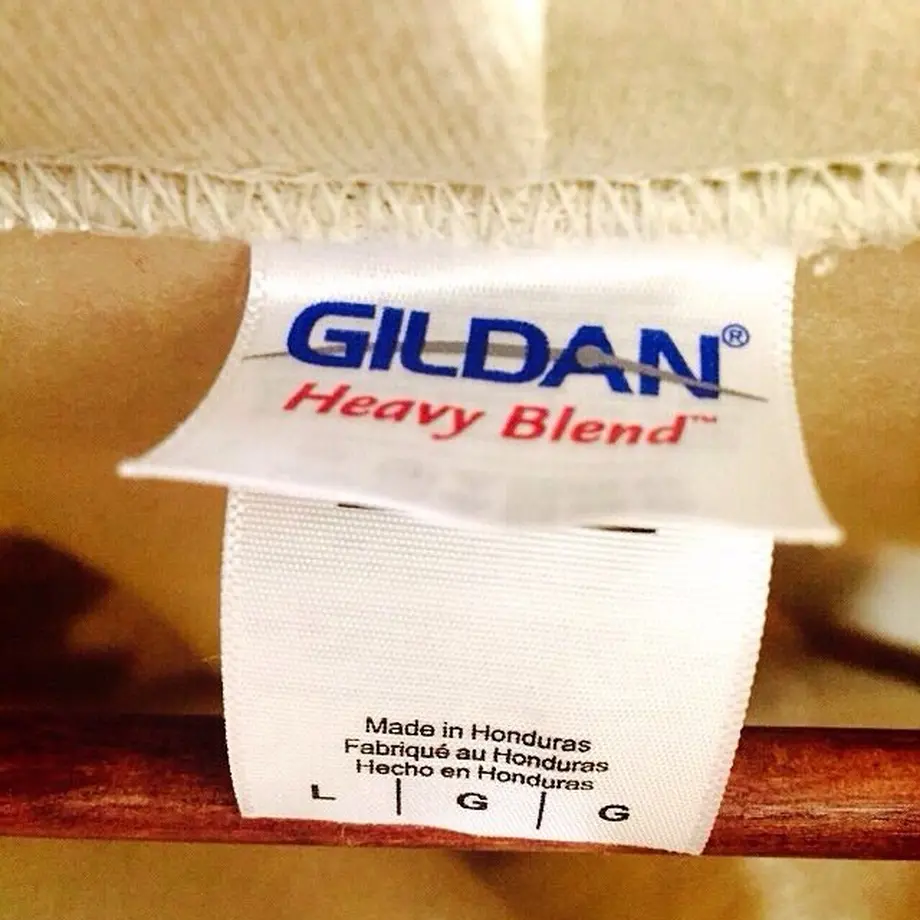 GILDAN®
Heavy Blend™
Made in Honduras
Fabriqué au Honduras
Hecho en Honduras
L | G | G